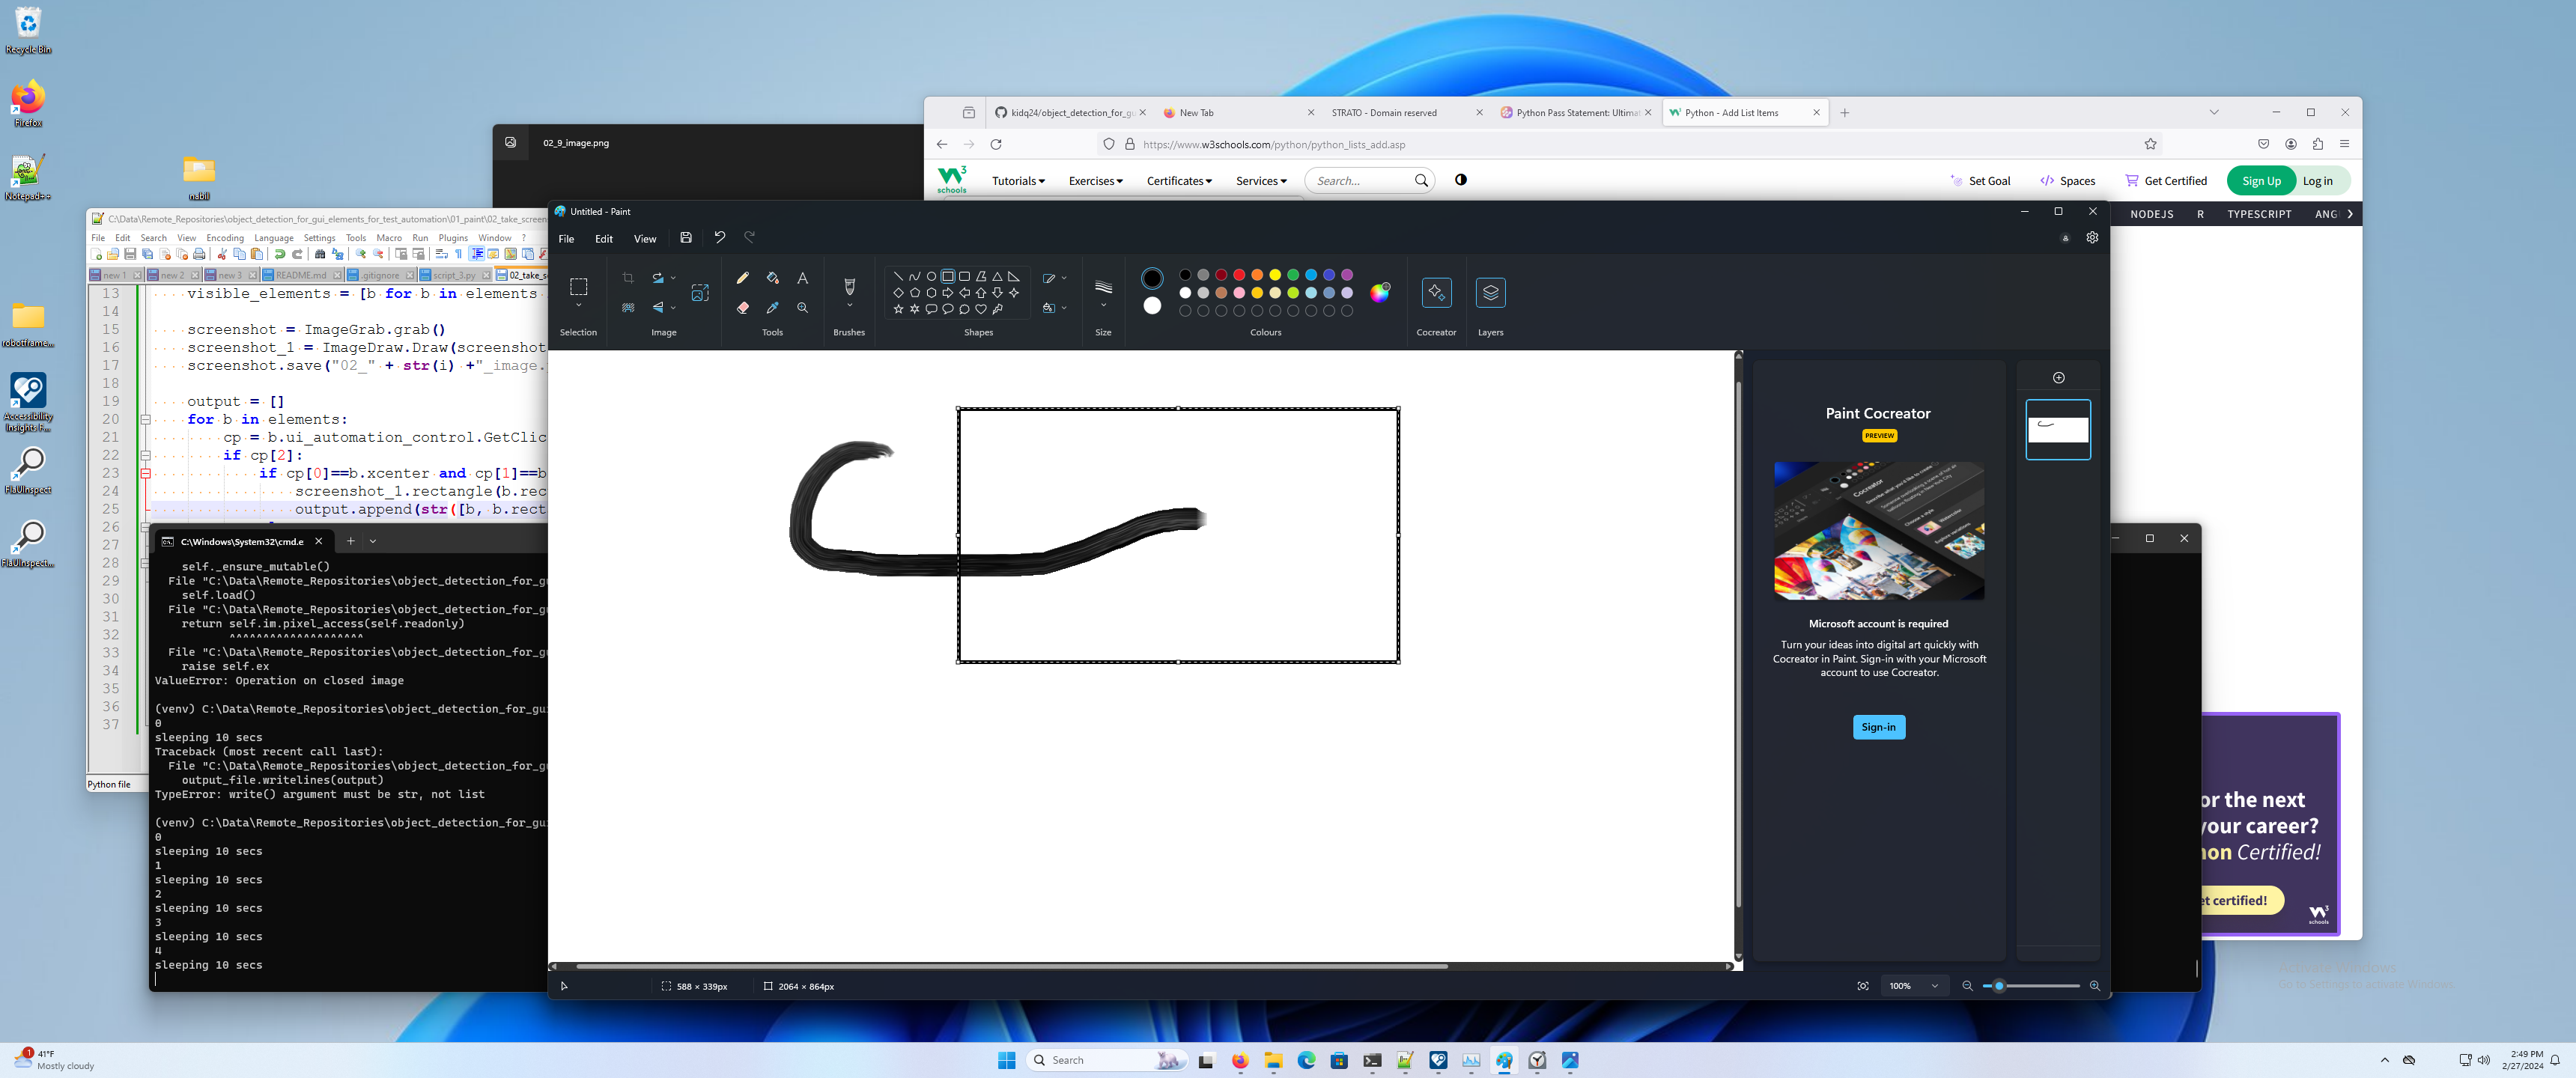 Recycle Bin
Firefox
Notepad++
nabil
robotframe...
Accessibility
Insights F...
FlaUInspect
FlaUInspect...
02_9_image.png
kidq24/object_detection_for_gu
New Tab
STRATO - Domain reserved
Python Pass Statement: Ultimat
Python - Add List Items
https://www.w3schools.com/python/python_lists_add.asp
schools
Tutorials
Exercises
Certificates
Services
Search...
Set Goal
Spaces
Get Certified
Sign Up
Log in
NODEJS
R
TYPESCRIPT
ANG
C:\Data\Remote_Repositories\object_detection_for_gui_elements_for_test_automation\01_paint\02_take_screens
File Edit Search View Encoding Language Settings Tools Macro Run Plugins Window ?
new 1
new 2
new 3
README.md
.gitignore
script_3.py
02_take_s
13 visible_elements = [b for b in elements
14
15 screenshot = ImageGrab.grab()
16 screenshot_1 = ImageDraw.Draw(screenshot
17 screenshot.save("02_" + str(i) +"_image.
18
19 output = []
20 for b in elements:
21 cp = b.ui_automation_control.GetClic
22 if cp[2]:
23 if cp[0]==b.xcenter and cp[1]==b
24 screenshot_1.rectangle(b.rec
25 output.append(str([b, b.rect
26
27
28
29
30
31
32
33
34
35
36
37
Python file
C:\Windows\System32\cmd.e
self._ensure_mutable()
File "C:\Data\Remote_Repositories\object_detection_for_gu
self.load()
File "C:\Data\Remote_Repositories\object_detection_for_gu
return self.im.pixel_access(self.readonly)
^^^^^^^^^^^^^^^^^^^^
File "C:\Data\Remote_Repositories\object_detection_for_gu
raise self.ex
ValueError: Operation on closed image
(venv) C:\Data\Remote_Repositories\object_detection_for_gu
0
sleeping 10 secs
Traceback (most recent call last):
File "C:\Data\Remote_Repositories\object_detection_for_gu
output_file.writelines(output)
TypeError: write() argument must be str, not list
(venv) C:\Data\Remote_Repositories\object_detection_for_gu
0
sleeping 10 secs
1
sleeping 10 secs
2
sleeping 10 secs
3
sleeping 10 secs
4
sleeping 10 secs
Untitled - Paint
File
Edit
View
Selection
Image
Tools
Brushes
Shapes
Size
Colours
Cocreator
Layers
Paint Cocreator
PREVIEW
Microsoft account is required
Turn your ideas into digital art quickly with
Cocreator in Paint. Sign-in with your Microsoft
account to use Cocreator.
Sign-in
588 × 339px
2064 × 864px
100%
or the next
your career?
Certified!
et certified!
schools
1
41°F
Mostly cloudy
Search
2:49 PM
2/27/2024